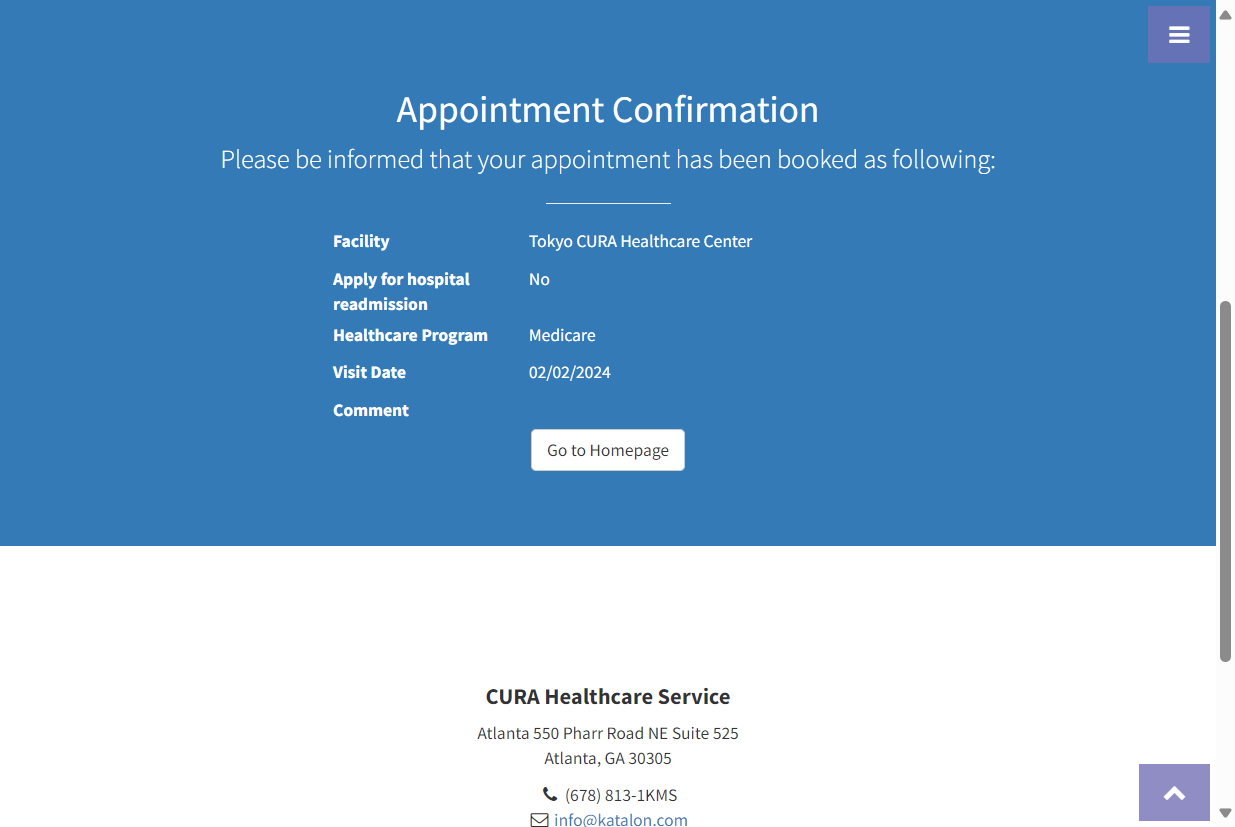 Appointment Confirmation
Please be informed that your appointment has been booked as following:
Facility Tokyo CURA Healthcare Center
Apply for hospital readmission No
Healthcare Program Medicare
Visit Date 02/02/2024
Comment
Go to Homepage
CURA Healthcare Service
Atlanta 550 Pharr Road NE Suite 525
Atlanta, GA 30305
(678) 813-1KMS
info@katalon.com